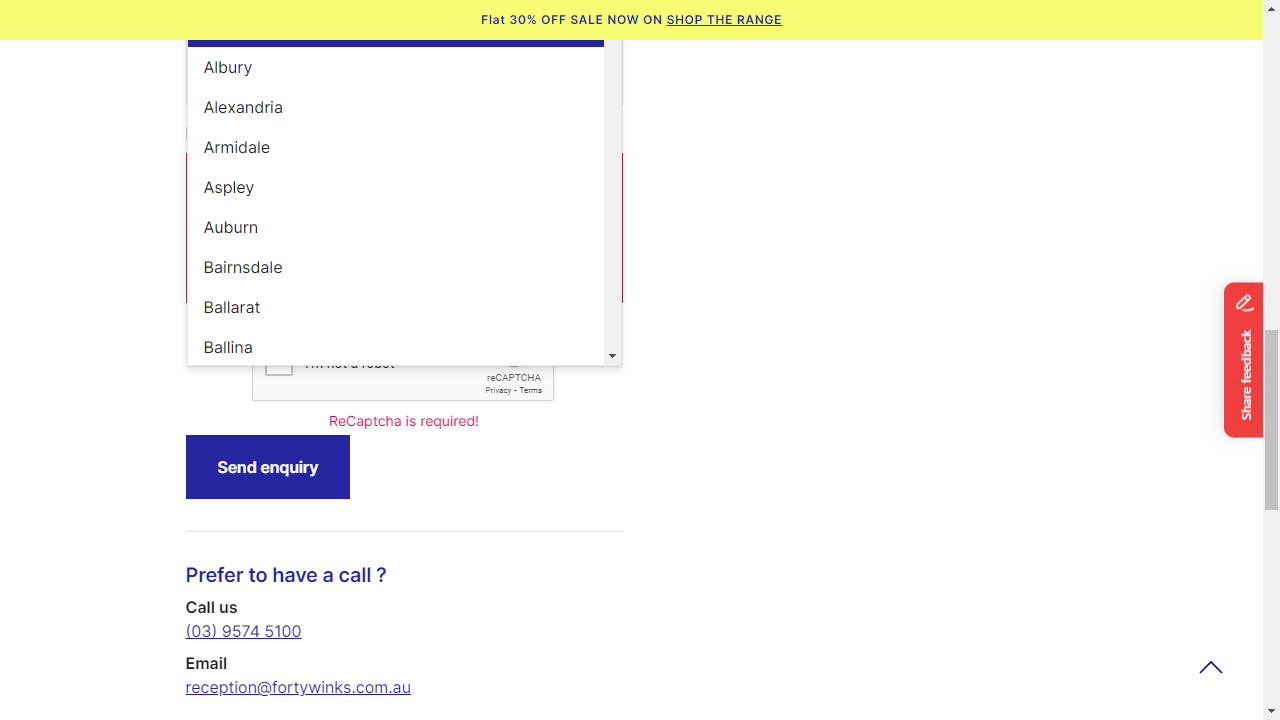 Flat 30% OFF SALE NOW ON SHOP THE RANGE
Albury
Alexandria
Armidale
Aspley
Auburn
Bairnsdale
Ballarat
Ballina
I'm not a robot
reCAPTCHA
Privacy - Terms
ReCaptcha is required!
Send enquiry
Prefer to have a call ?
Call us
(03) 9574 5100
Email
reception@fortywinks.com.au
Share feedback